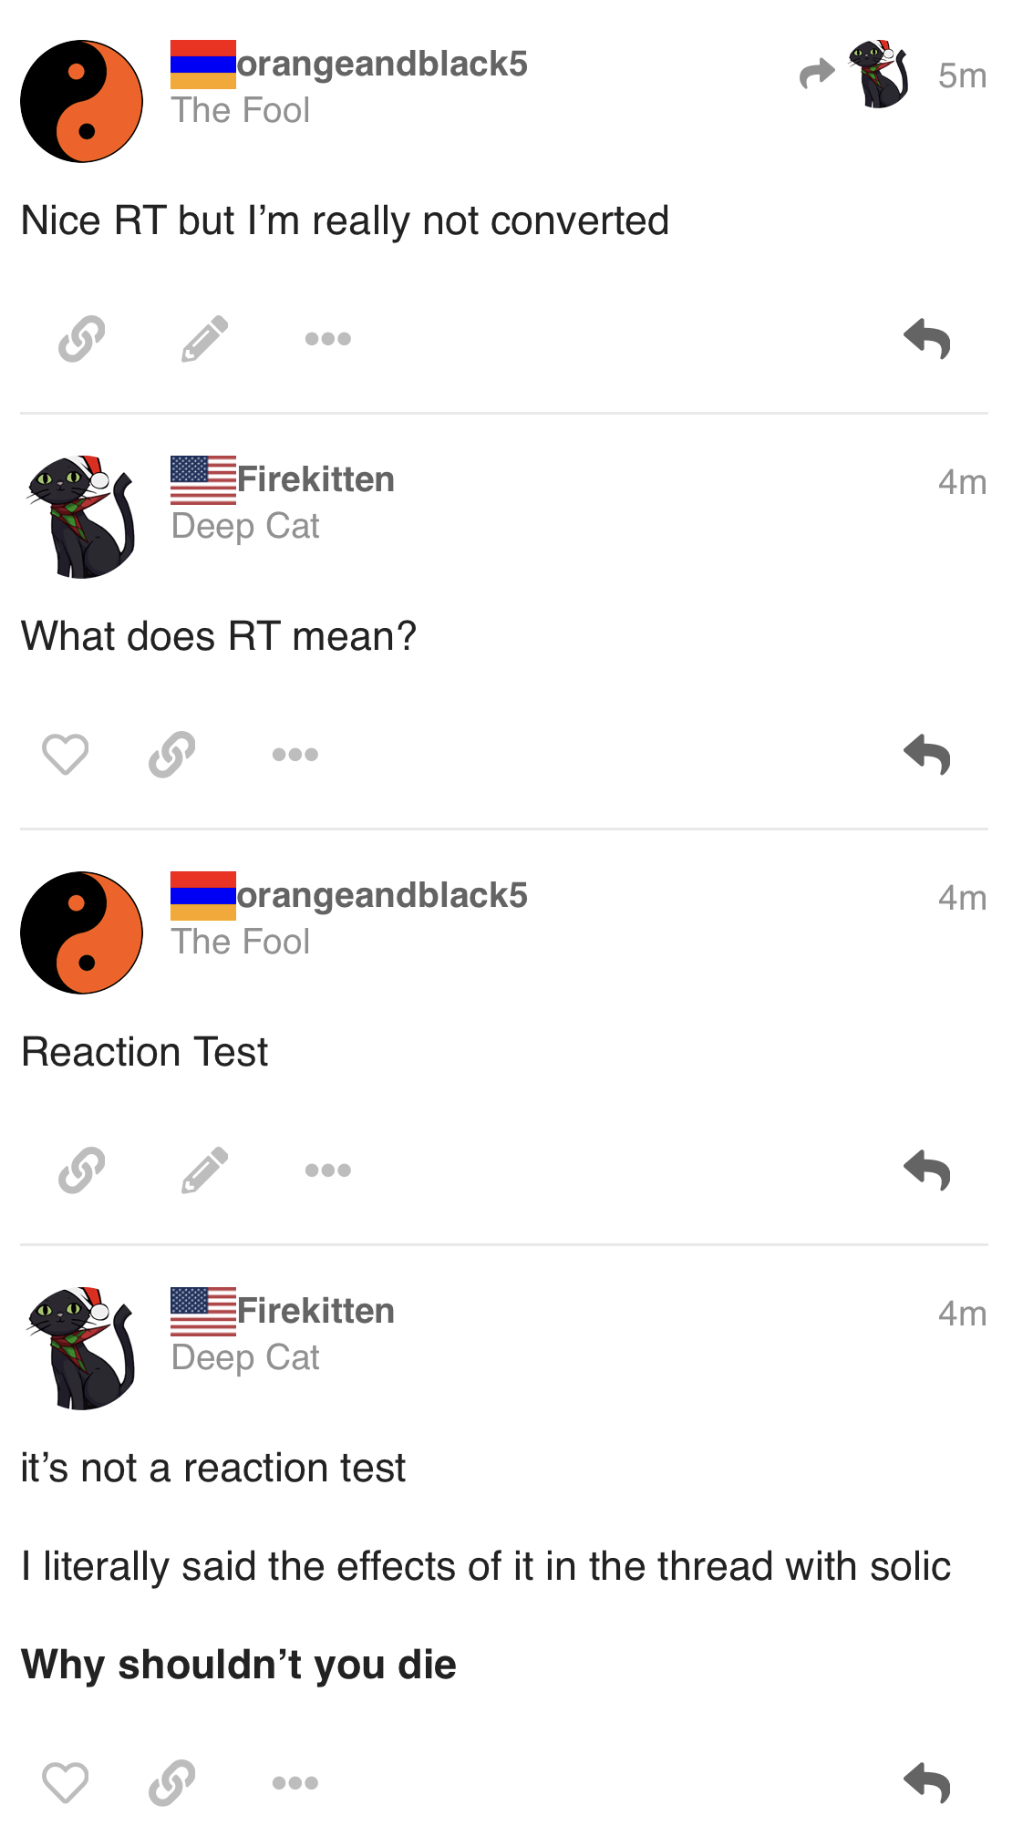 orangeandblack5
5m
The Fool
Nice RT but I’m really not converted
Firekitten
4m
Deep Cat
What does RT mean?
orangeandblack5
4m
The Fool
Reaction Test
Firekitten
4m
Deep Cat
it’s not a reaction test
I literally said the effects of it in the thread with solic
Why shouldn’t you die